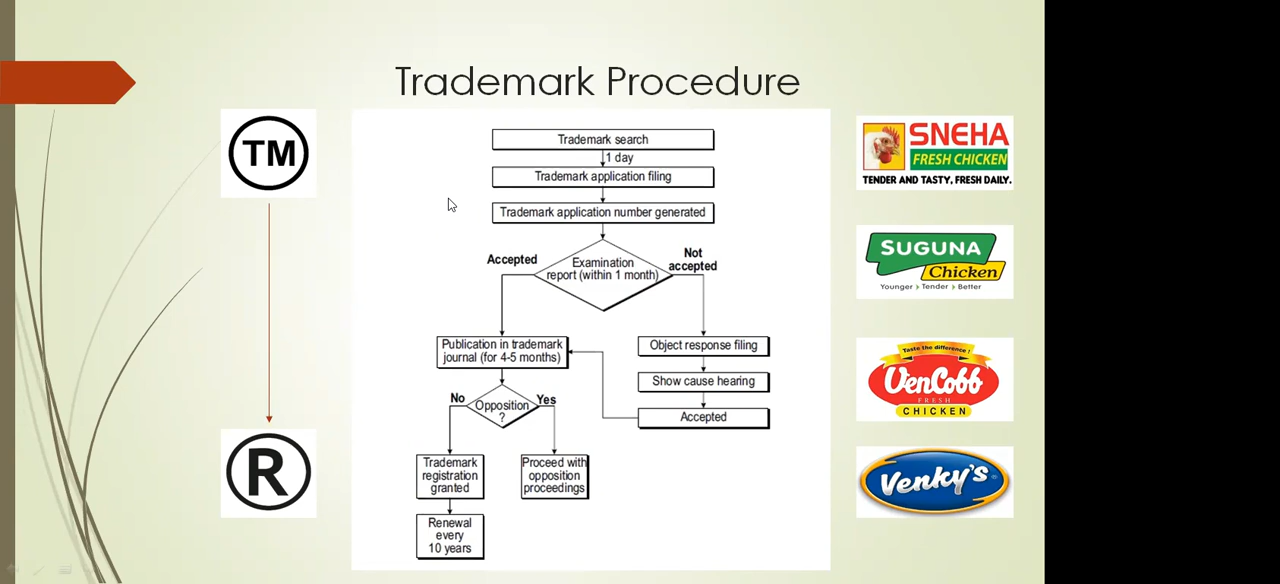 Trademark Procedure
TM
R
Trademark search
1 day
Trademark application filing
Trademark application number generated
Accepted
Examination
report (within 1 month)
Not
accepted
Publication in trademark
journal (for 4-5 months)
Object response filing
Show cause hearing
Accepted
No
Opposition
?
Yes
Trademark
registration
granted
Proceed with
opposition
proceedings
Renewal
every
10 years
SNEHA
FRESH CHICKEN
TENDER AND TASTY, FRESH DAILY.
SUGUNA
Chicken
Younger Tender Better
Taste the difference!
VenCobb
FRESH
CHICKEN
Venky's